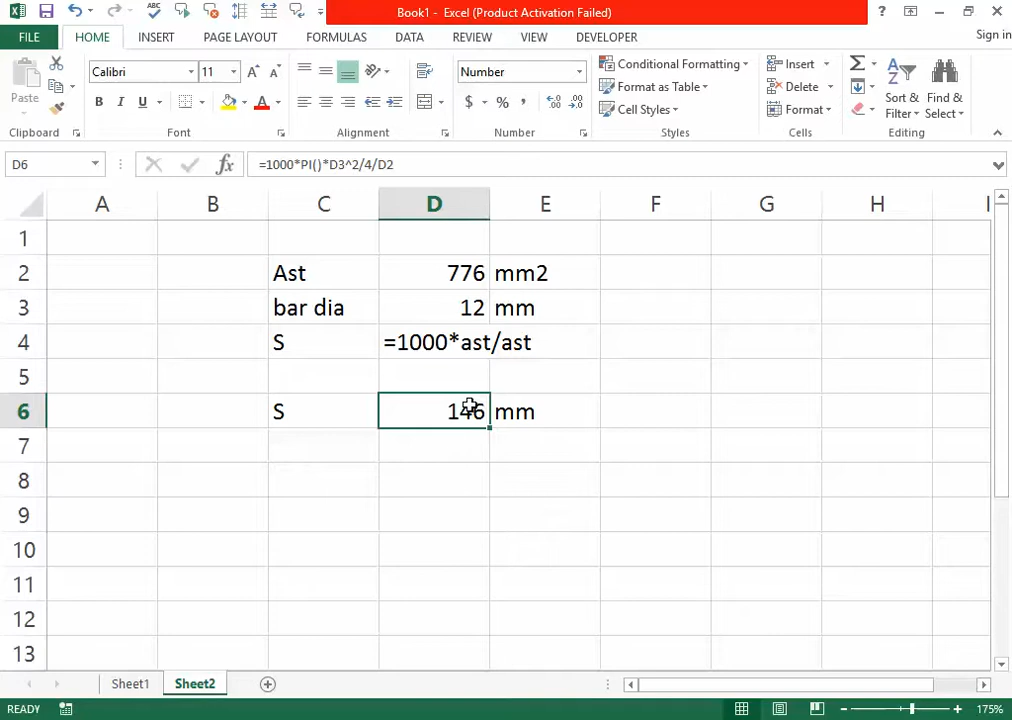 Book1 - Excel (Product Activation Failed)
FILE HOME INSERT PAGE LAYOUT FORMULAS DATA REVIEW VIEW DEVELOPER Sign in
Paste
Calibri 11
B I U A
Number
$ % ,
Conditional Formatting
Format as Table
Cell Styles
Insert
Delete
Format
Sort & Filter
Find & Select
Clipboard Font Alignment Number Styles Cells Editing
D6 fx =1000*PI()*D3^2/4/D2
A B C D E F G H I
1
2 Ast 776 mm2
3 bar dia 12 mm
4 S =1000*ast/ast
5
6 S 146 mm
7
8
9
10
11
12
13
Sheet1 Sheet2
READY 175%